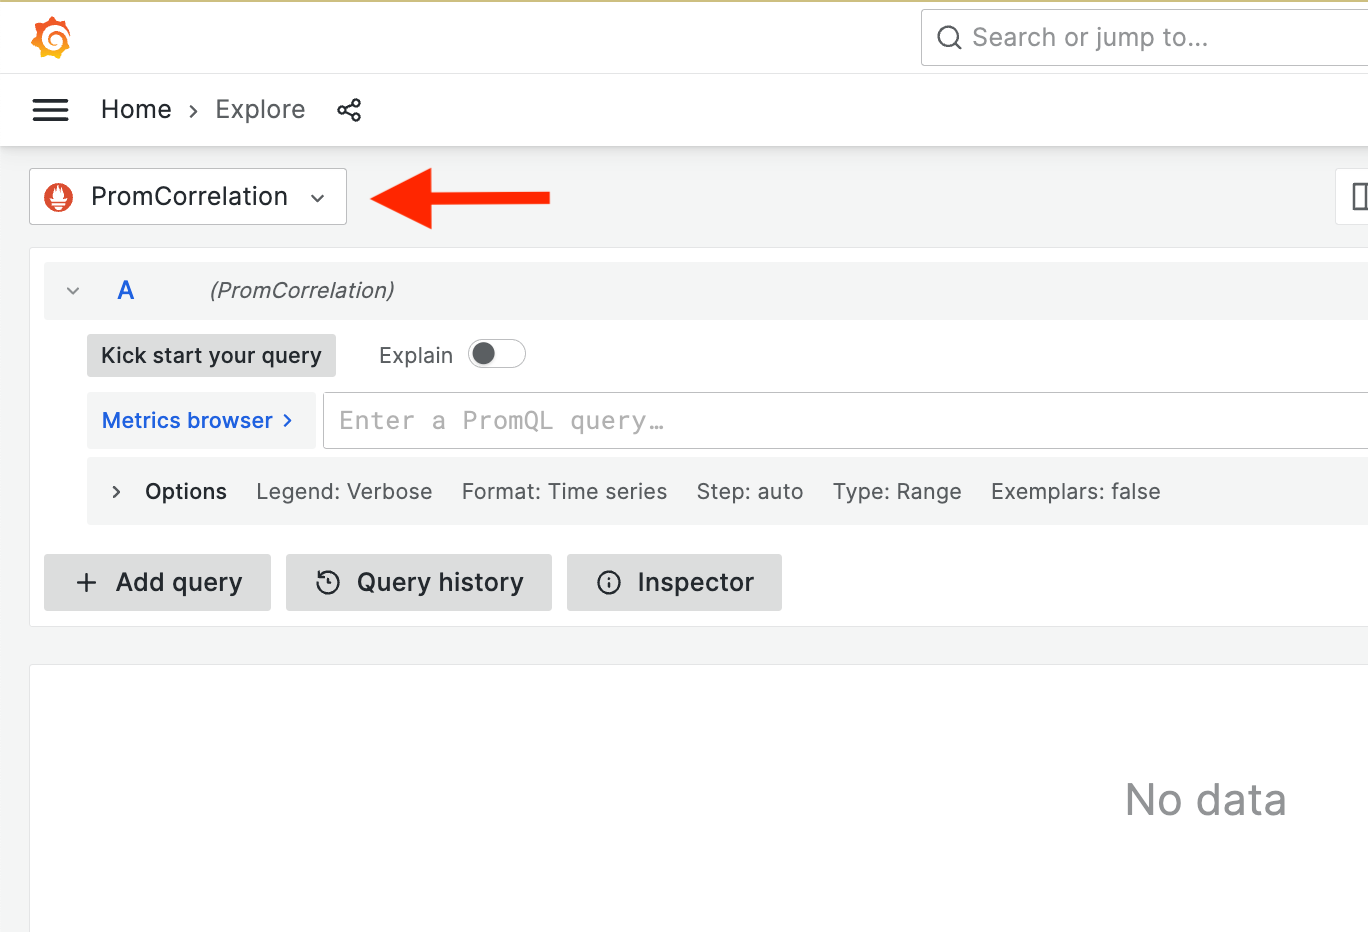 Search or jump to...
Home > Explore
PromCorrelation
A (PromCorrelation)
Kick start your query Explain
Metrics browser > Enter a PromQL query…
Options Legend: Verbose Format: Time series Step: auto Type: Range Exemplars: false
+ Add query Query history Inspector
No data